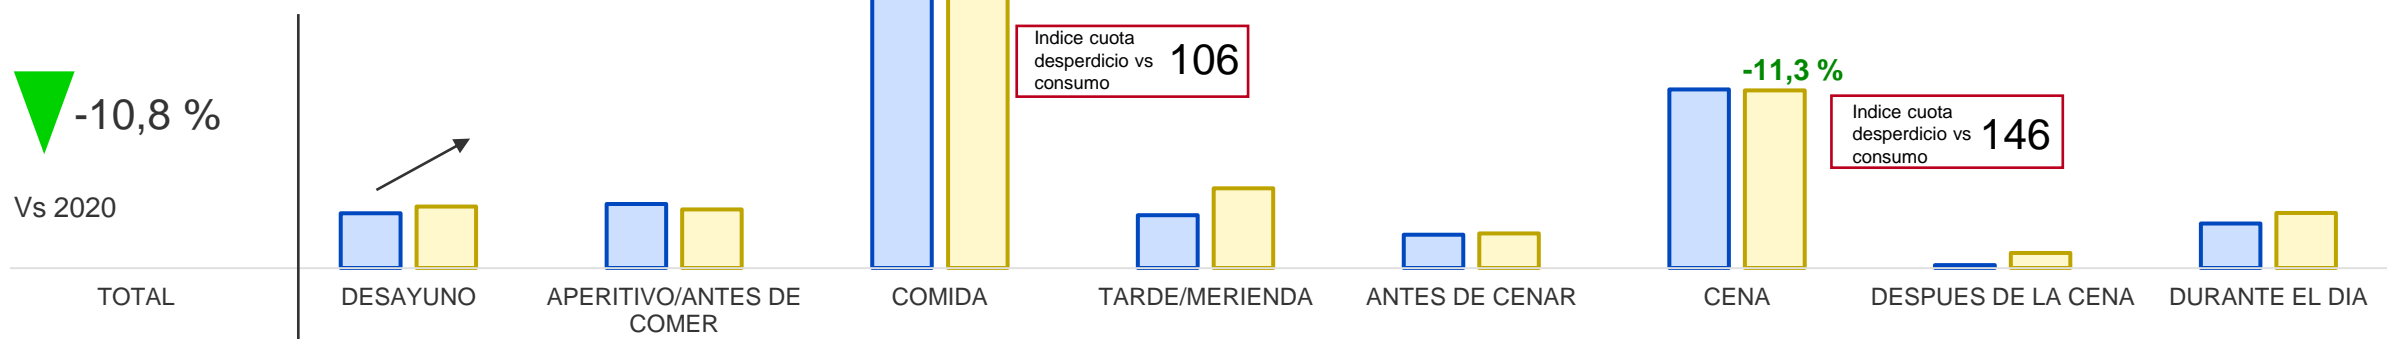 Indice cuota
desperdicio vs
consumo
106
-11,3 %
Indice cuota
desperdicio vs
consumo
146
-10,8 %
Vs 2020
TOTAL
DESAYUNO
APERITIVO/ANTES DE
COMER
COMIDA
TARDE/MERIENDA
ANTES DE CENAR
CENA
DESPUES DE LA CENA
DURANTE EL DIA